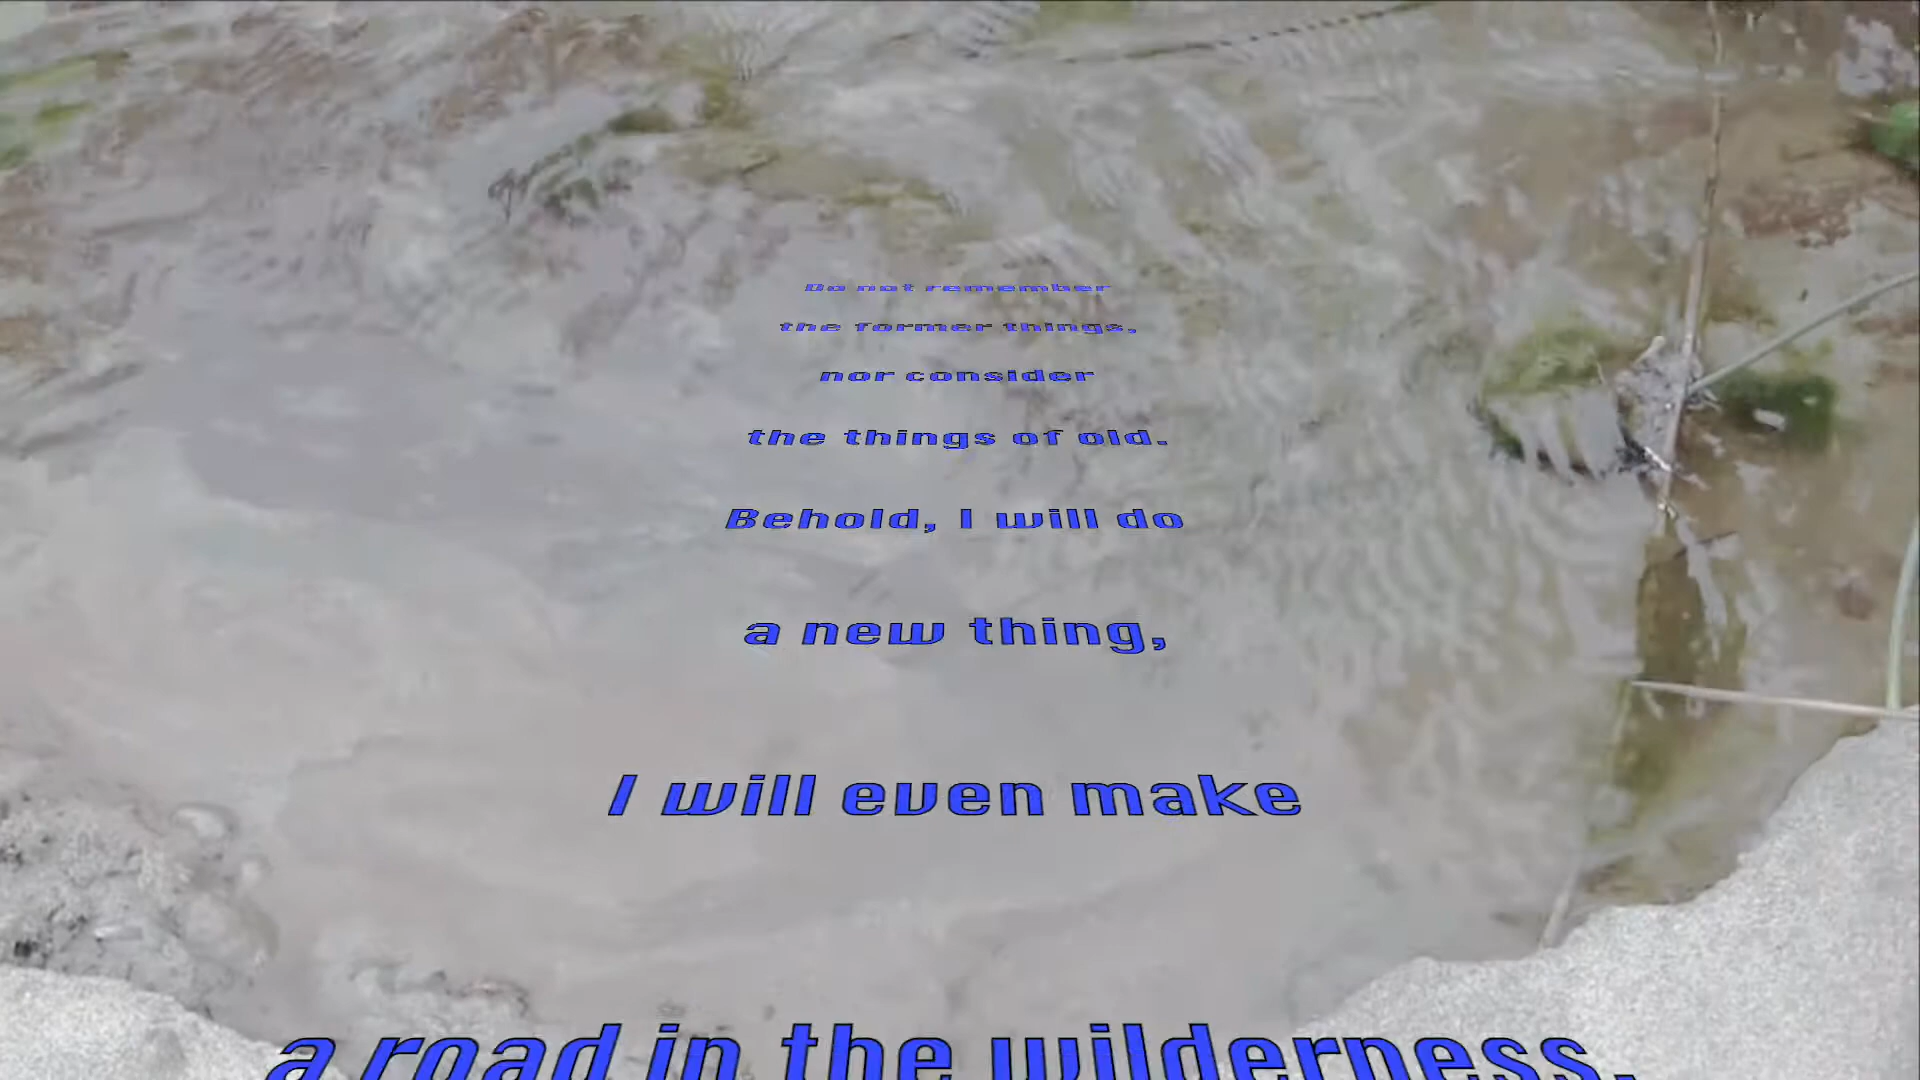 Do not remember
the former things,
nor consider
the things of old.
Behold, I will do
a new thing,
I will even make
a road in the wilderness,